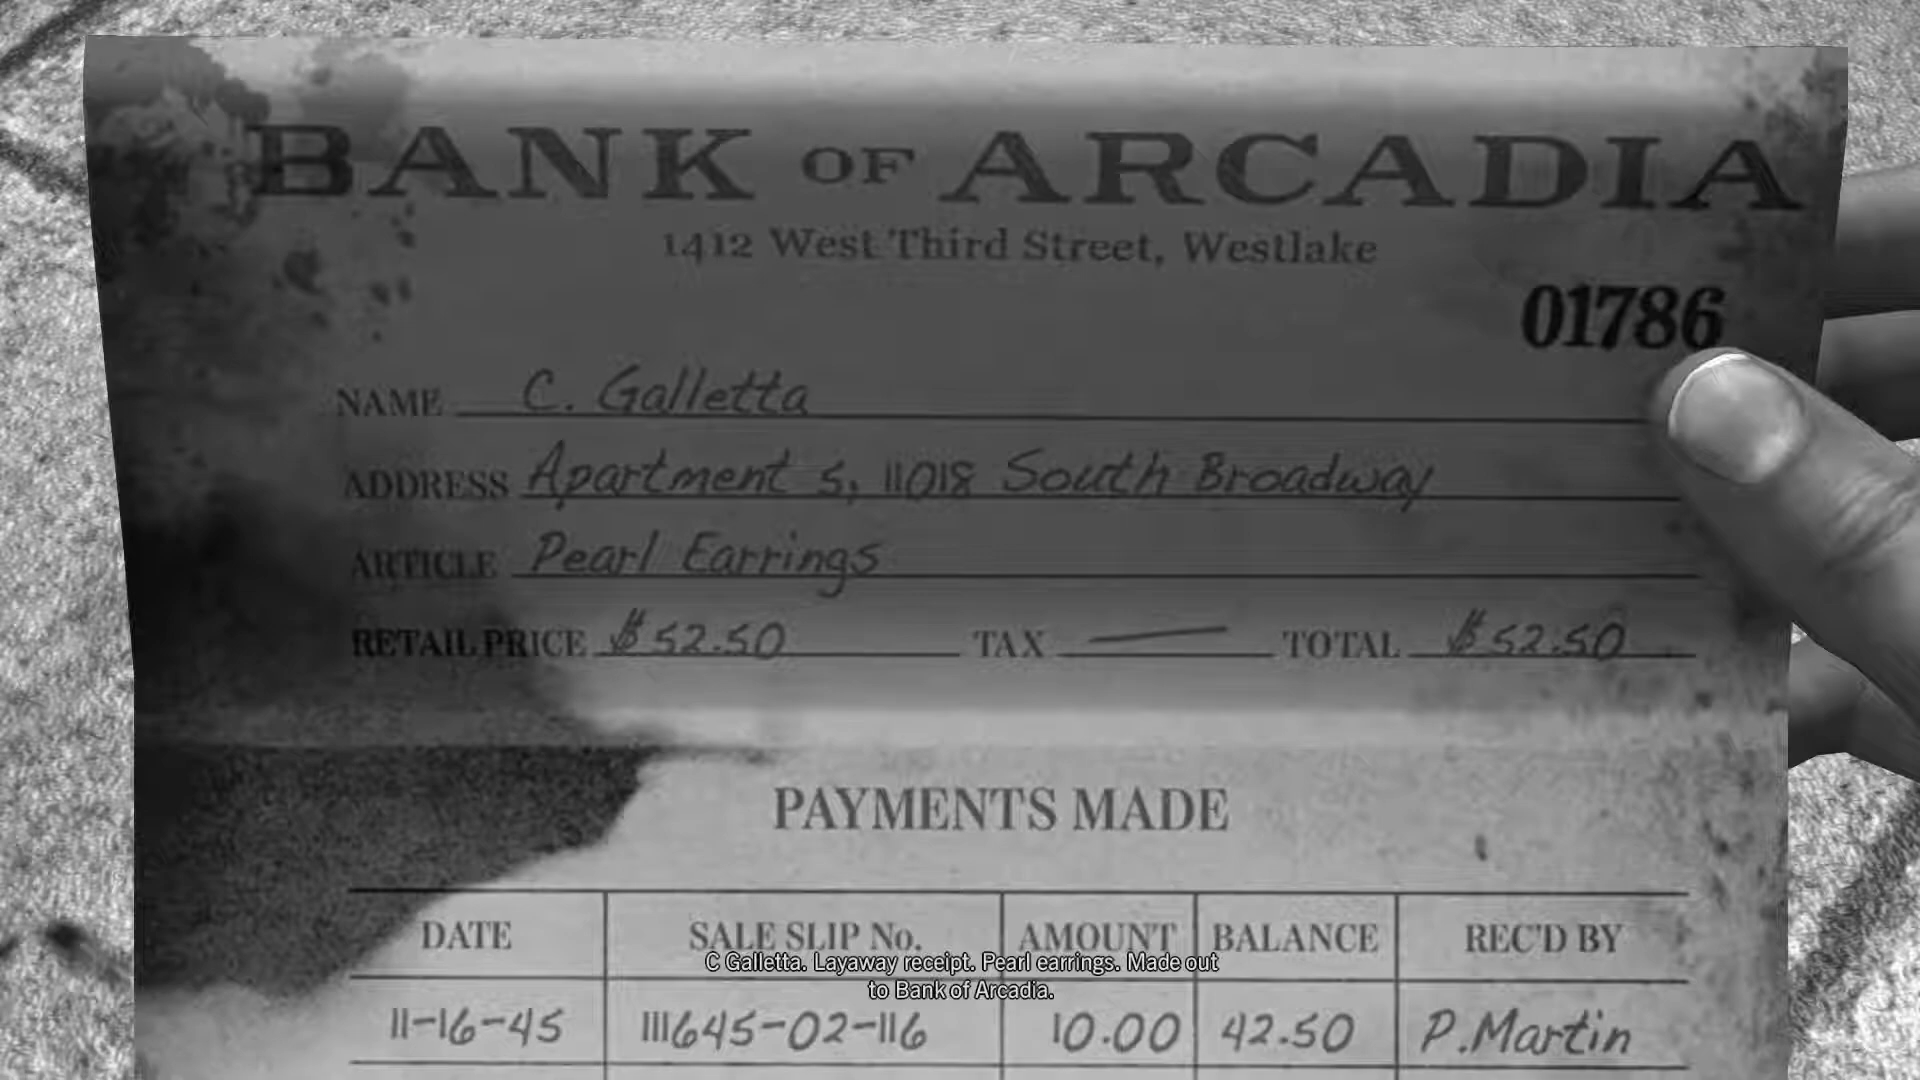 BANK OF ARCADIA
1412 West Third Street, Westlake
01786
NAME C. Galletta
ADDRESS Apartment 5, 11018 South Broadway
ARTICLE Pearl Earrings
RETAIL PRICE $52.50 TAX — TOTAL $52.50
PAYMENTS MADE
DATE SALE SLIP No. AMOUNT BALANCE REC'D BY
C Galletta. Layaway receipt. Pearl earrings. Made out
to Bank of Arcadia.
11-16-45 111645-02-116 10.00 42.50 P.Martin